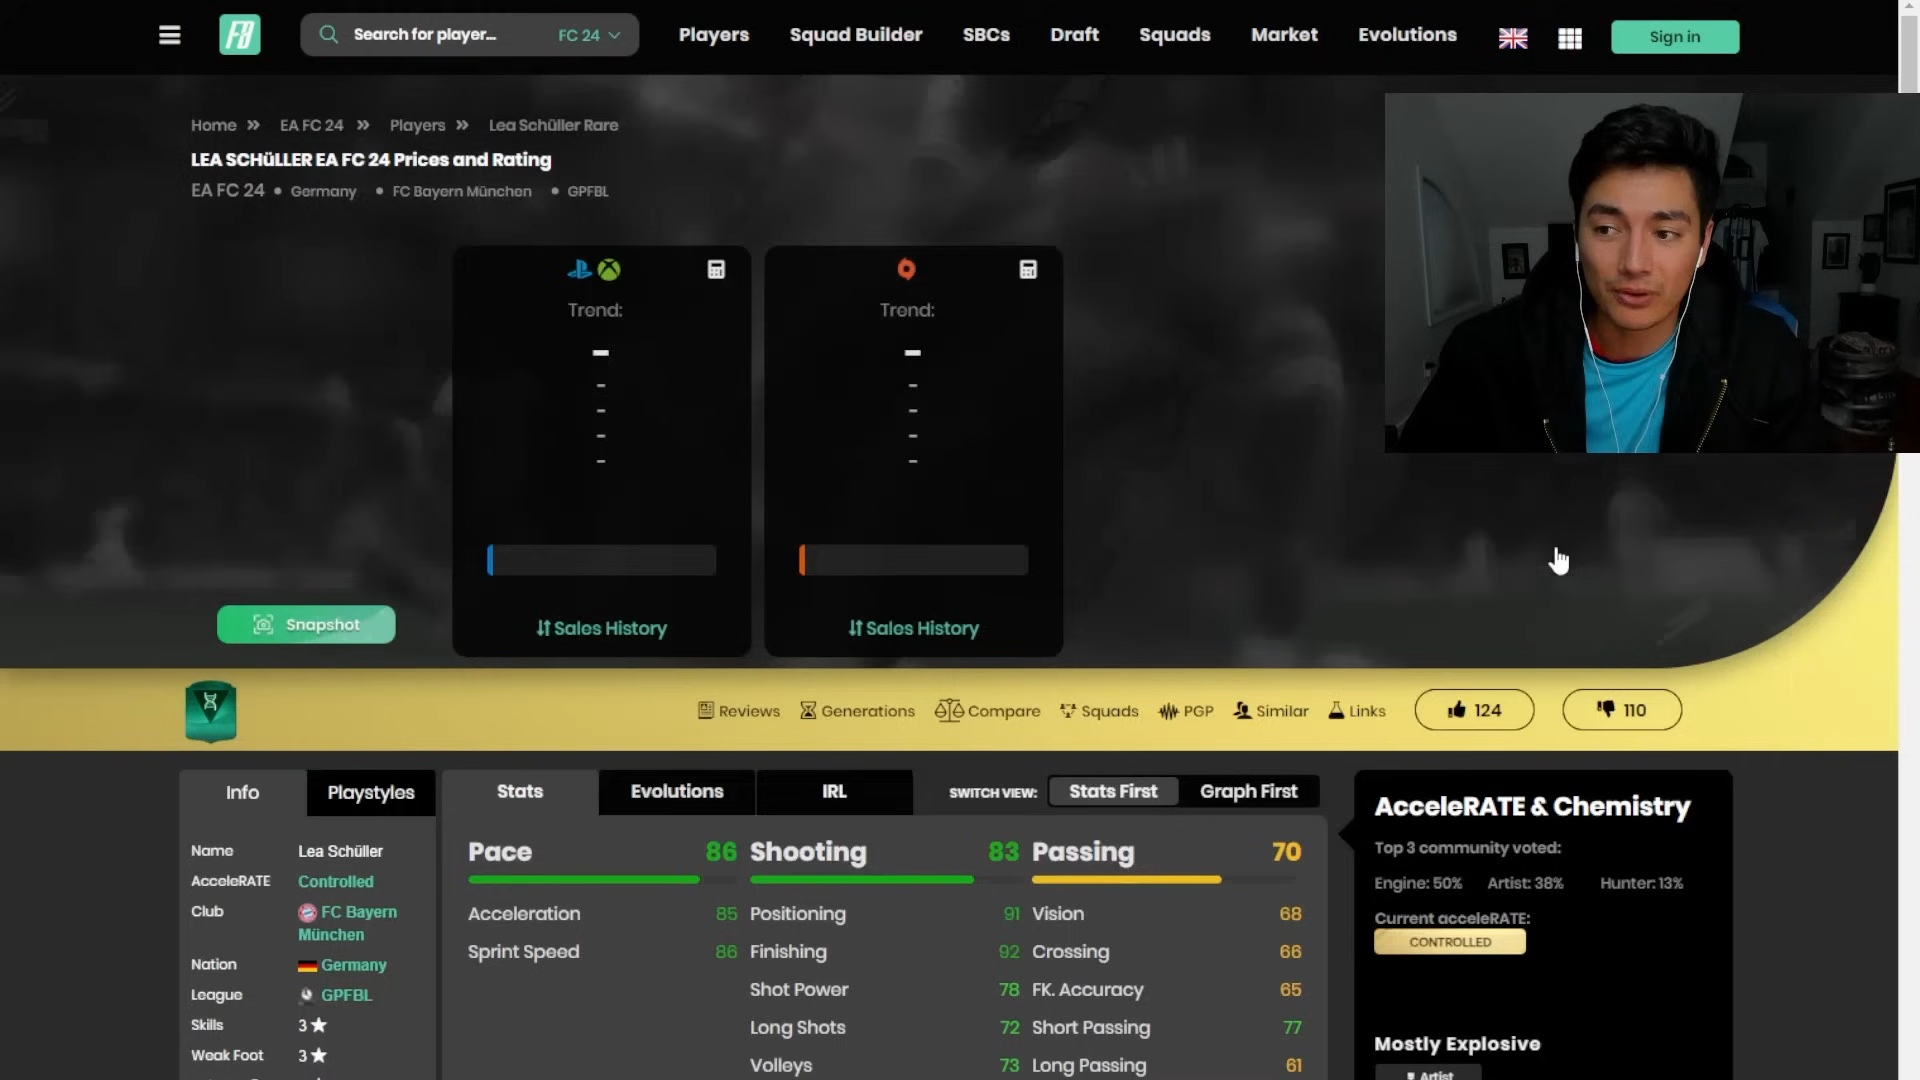 F8 Search for player... FC 24 Players Squad Builder SBCs Draft Squads Market Evolutions Sign in
Home » EA FC 24 » Players » Lea Schüller Rare
LEA SCHüLLER EA FC 24 Prices and Rating
EA FC 24 • Germany • FC Bayern München • GPFBL
Trend: Trend:
- -
- -
- -
- -
- -
Sales History Sales History
Snapshot
Reviews Generations Compare Squads PGP Similar Links 124 110
Info Playstyles
Name Lea Schüller
AcceleRATE Controlled
Club FC Bayern
München
Nation Germany
League GPFBL
Skills 3★
Weak Foot 3★
Stats Evolutions IRL SWITCH VIEW: Stats First Graph First
Pace 86 Shooting 83 Passing 70
Acceleration 85 Positioning 91 Vision 68
Sprint Speed 86 Finishing 92 Crossing 66
Shot Power 78 FK. Accuracy 65
Long Shots 72 Short Passing 77
Volleys 73 Long Passing 61
AcceleRATE & Chemistry
Top 3 community voted:
Engine: 50% Artist: 38% Hunter: 13%
Current acceleRATE:
CONTROLLED
Mostly Explosive
Artist